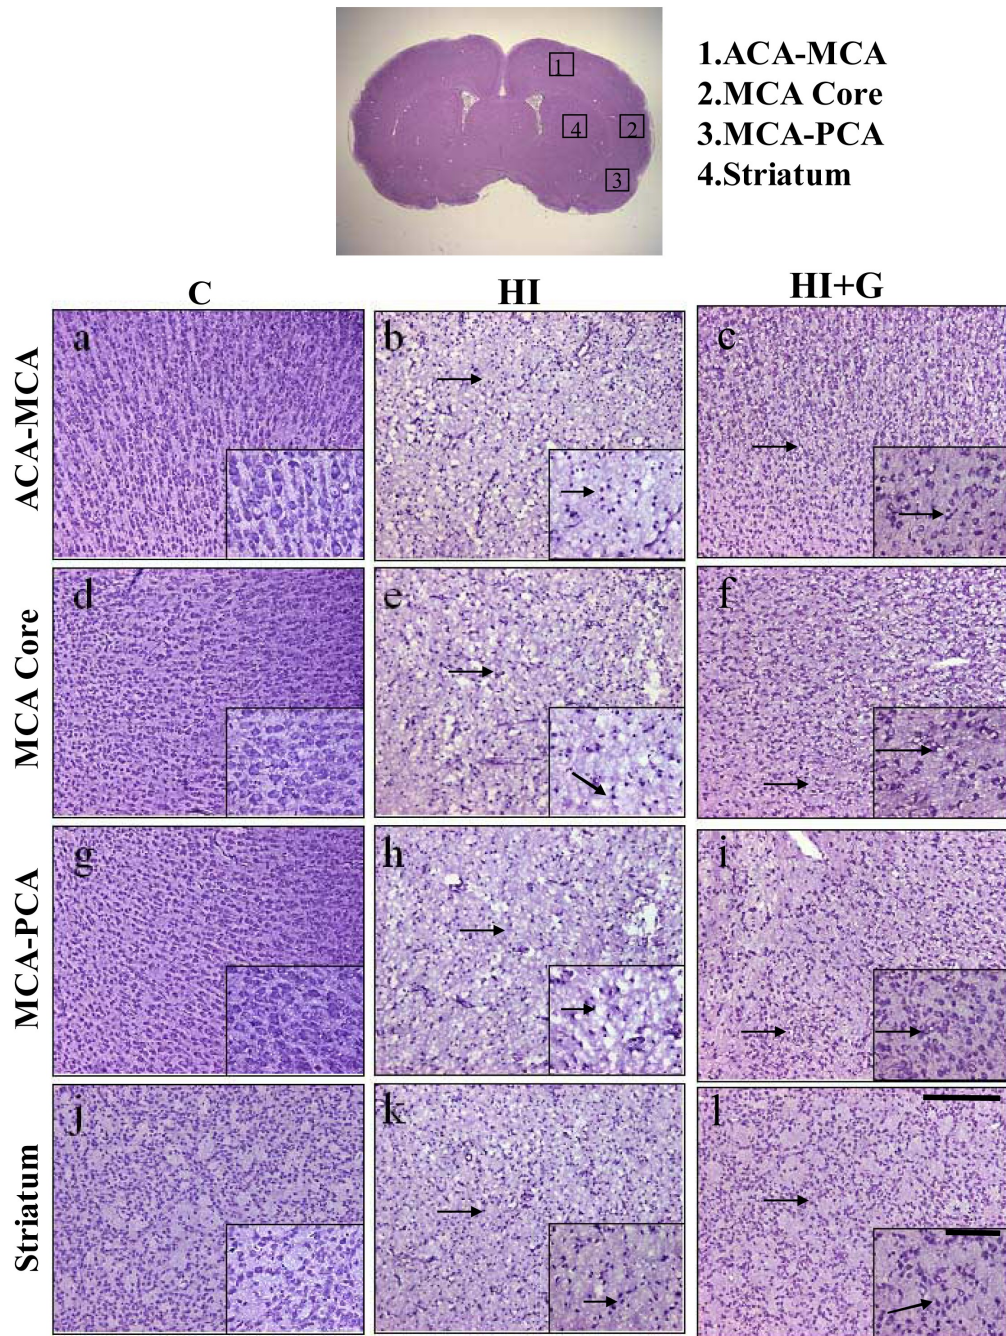 1
2
4
3
1.ACA-MCA
2.MCA Core
3.MCA-PCA
4.Striatum
C HI HI+G
ACA-MCA
a b c
MCA Core
d e f
MCA-PCA
g h i
Striatum
j k l